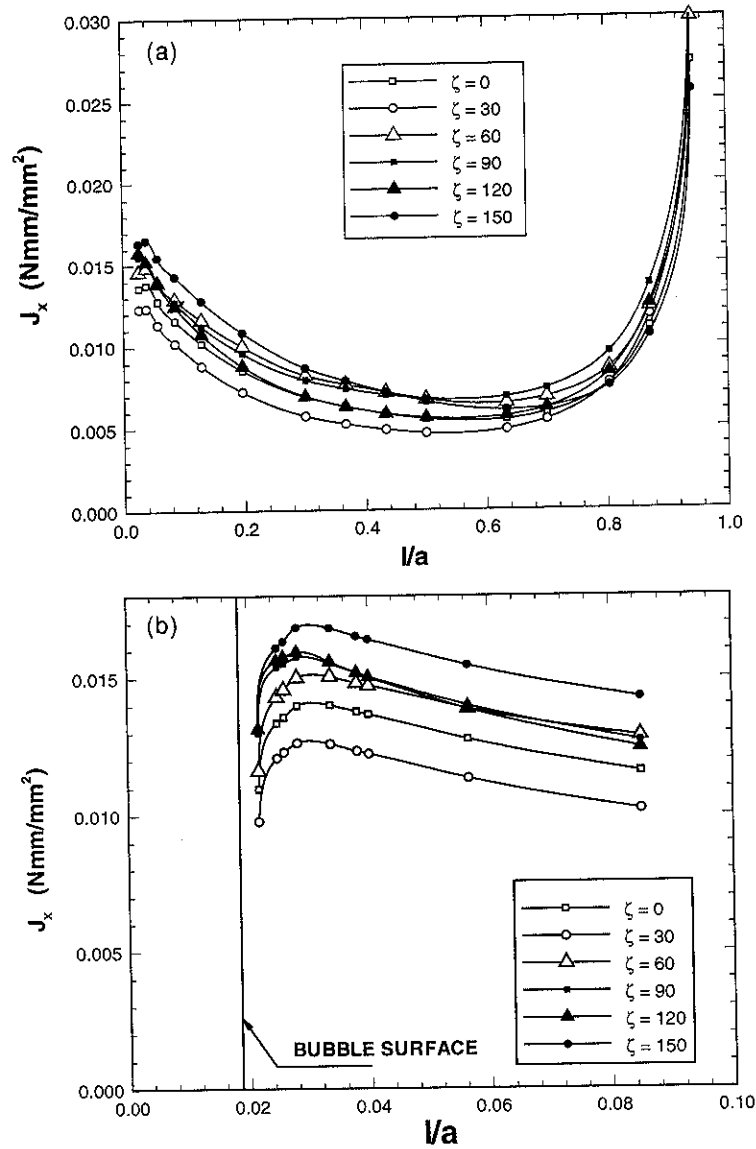 (a)
0.030
0.025
0.020
0.015
0.010
0.005
0.000
J_x (Nmm/mm²)
ζ = 0
ζ = 30
ζ = 60
ζ = 90
ζ = 120
ζ = 150
0.0 0.2 0.4 0.6 0.8 1.0
l/a
(b)
0.015
0.010
0.005
0.000
J_x (Nmm/mm²)
ζ = 0
ζ = 30
ζ = 60
ζ = 90
ζ = 120
ζ = 150
BUBBLE SURFACE
0.00 0.02 0.04 0.06 0.08 0.10
l/a